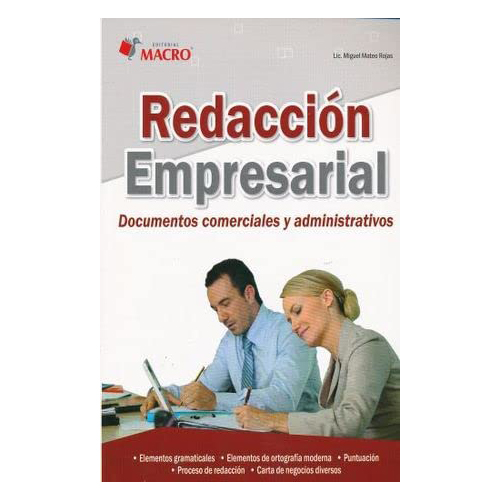 EDITORIAL
MACRO®
Lic. Miguel Mateo Rojas
Redacción
Empresarial
Documentos comerciales y administrativos
• Elementos gramaticales • Elementos de ortografía moderna • Puntuación
• Proceso de redacción • Carta de negocios diversos